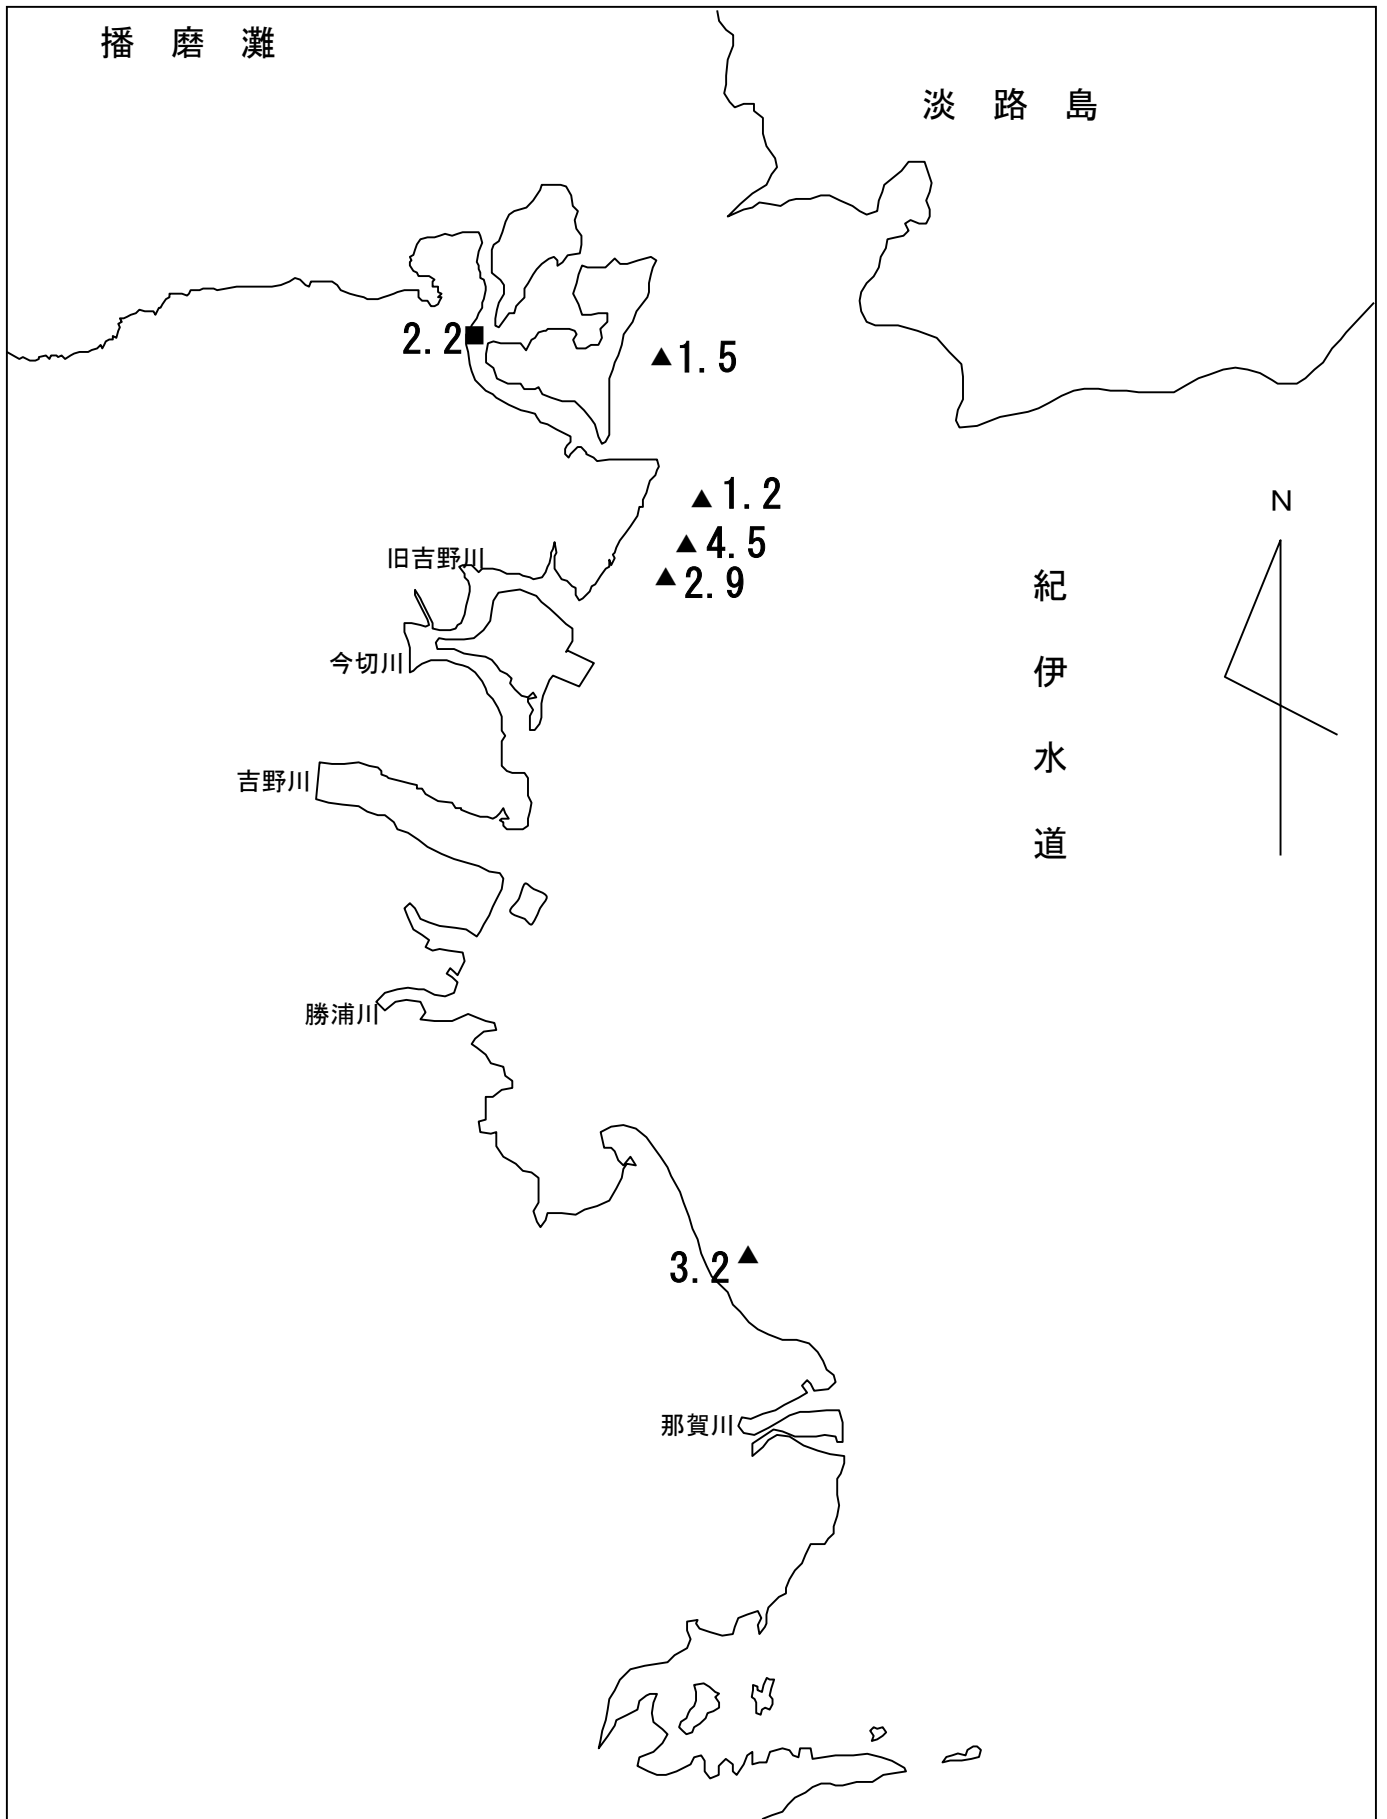 播磨灘
淡路島
2.2■
▲1.5
▲1.2
N
▲4.5
旧吉野川
▲2.9
紀伊水道
今切川
吉野川
勝浦川
3.2▲
那賀川